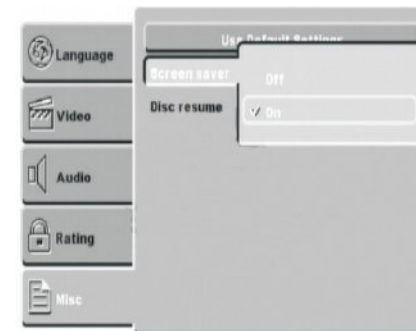 Language
Video
Audio
Rating
Misc
Use Default Settings
Screen saver
Disc resume
Off
On